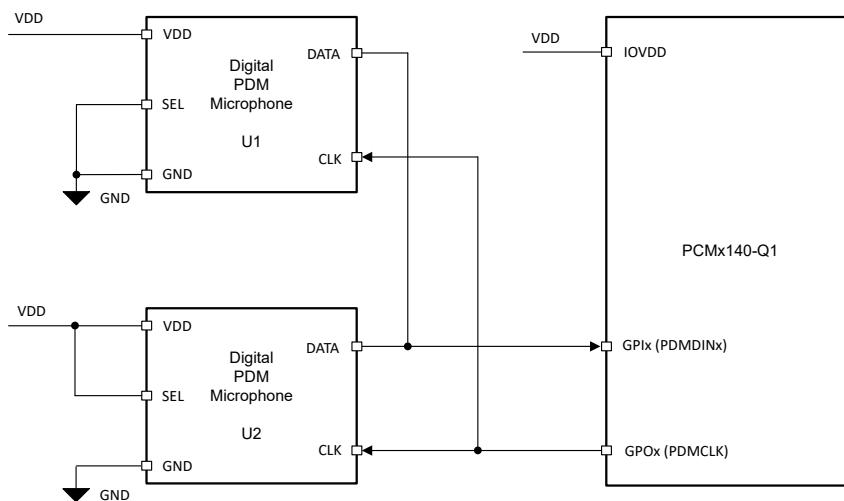 VDD
VDD
DATA
Digital
PDM
Microphone
SEL
U1
CLK
GND
GND
VDD
IOVDD
PCMx140-Q1
VDD
VDD
DATA
Digital
PDM
Microphone
SEL
U2
CLK
GND
GND
GPIx (PDMDINx)
GPOx (PDMCLK)